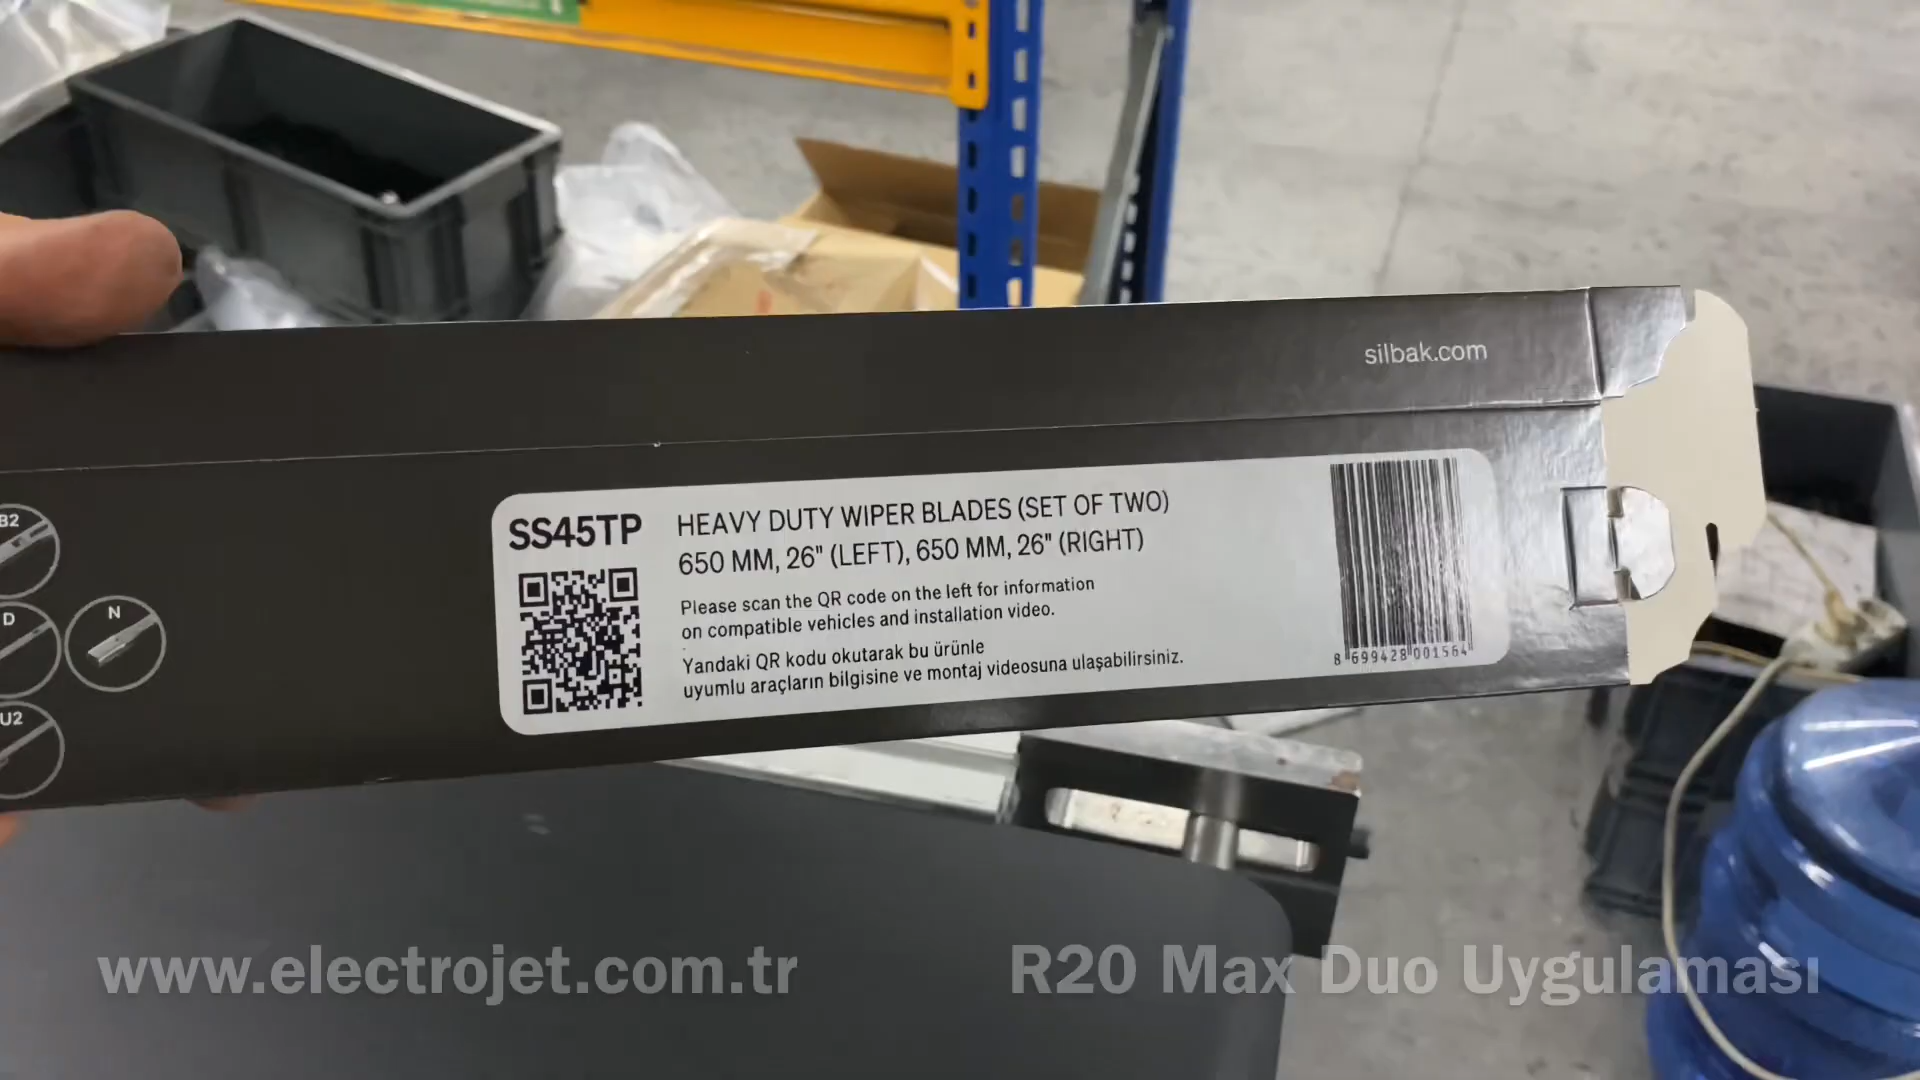 silbak.com
B2
D
N
U2
SS45TP
HEAVY DUTY WIPER BLADES (SET OF TWO)
650 MM, 26" (LEFT), 650 MM, 26" (RIGHT)
Please scan the QR code on the left for information
on compatible vehicles and installation video.
Yandaki QR kodu okutarak bu ürünle
uyumlu araçların bilgisine ve montaj videosuna ulaşabilirsiniz.
8 699428 001564
www.electrojet.com.tr
R20 Max Duo Uygulaması